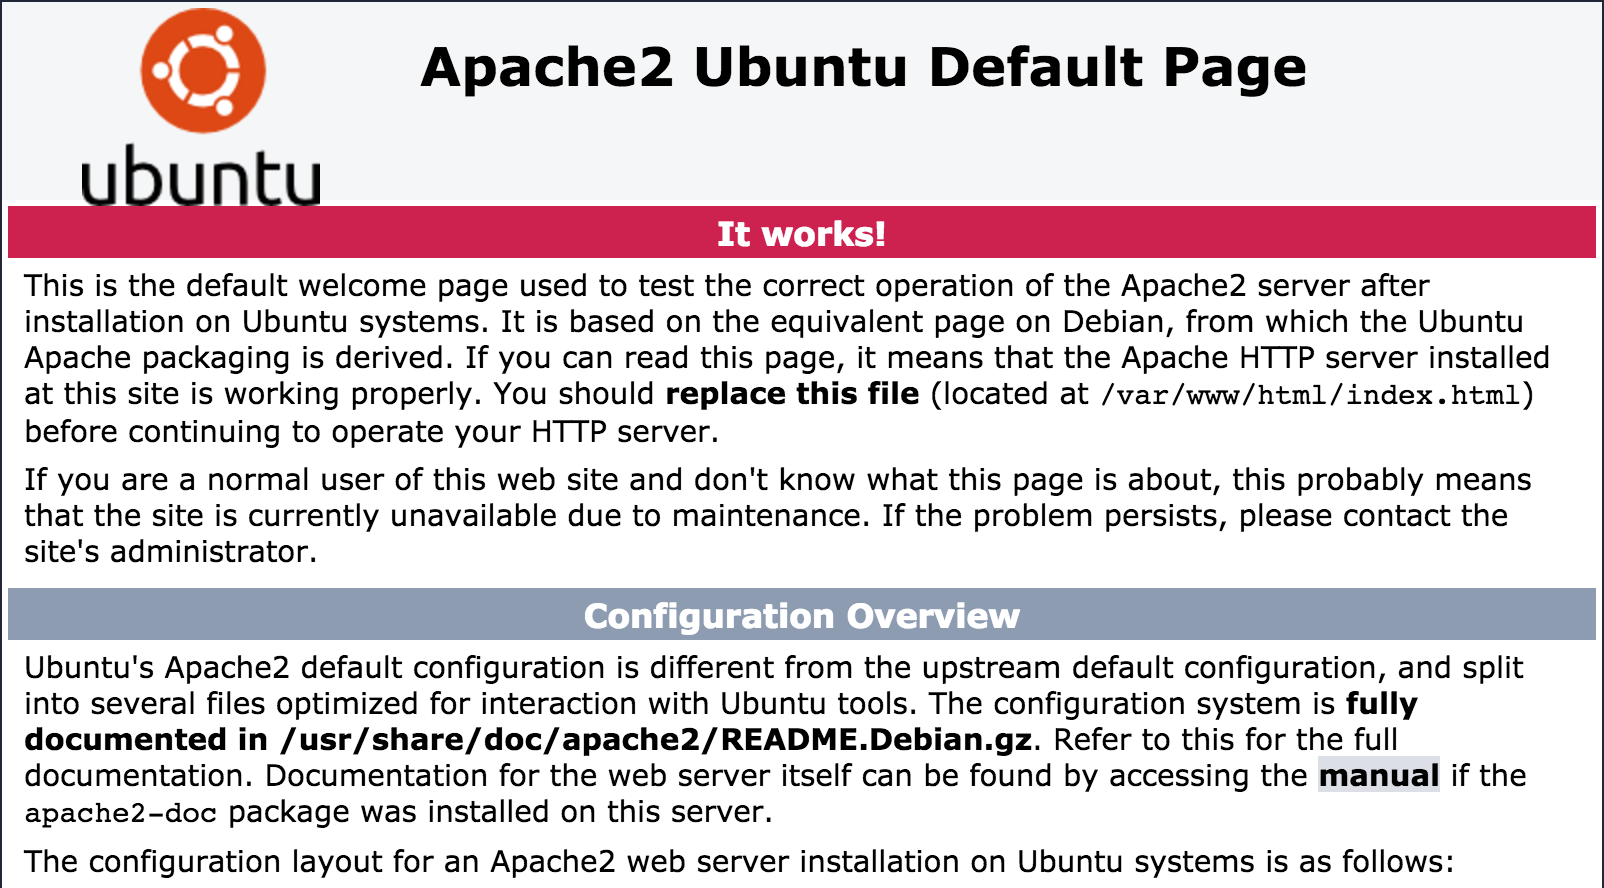 ubuntu
Apache2 Ubuntu Default Page
It works!
This is the default welcome page used to test the correct operation of the Apache2 server after
installation on Ubuntu systems. It is based on the equivalent page on Debian, from which the Ubuntu
Apache packaging is derived. If you can read this page, it means that the Apache HTTP server installed
at this site is working properly. You should replace this file (located at /var/www/html/index.html)
before continuing to operate your HTTP server.
If you are a normal user of this web site and don't know what this page is about, this probably means
that the site is currently unavailable due to maintenance. If the problem persists, please contact the
site's administrator.
Configuration Overview
Ubuntu's Apache2 default configuration is different from the upstream default configuration, and split
into several files optimized for interaction with Ubuntu tools. The configuration system is fully
documented in /usr/share/doc/apache2/README.Debian.gz. Refer to this for the full
documentation. Documentation for the web server itself can be found by accessing the manual if the
apache2-doc package was installed on this server.
The configuration layout for an Apache2 web server installation on Ubuntu systems is as follows: